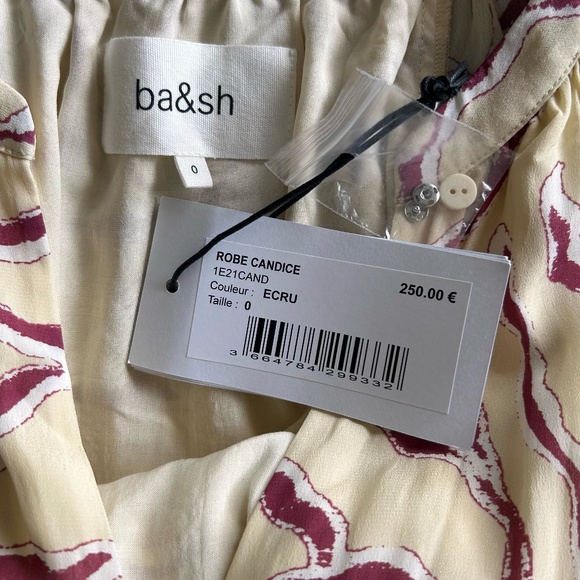 ba&sh
0
ROBE CANDICE
1E21CAND
Couleur : ECRU
250.00 €
Taille : 0
3 664784 299332